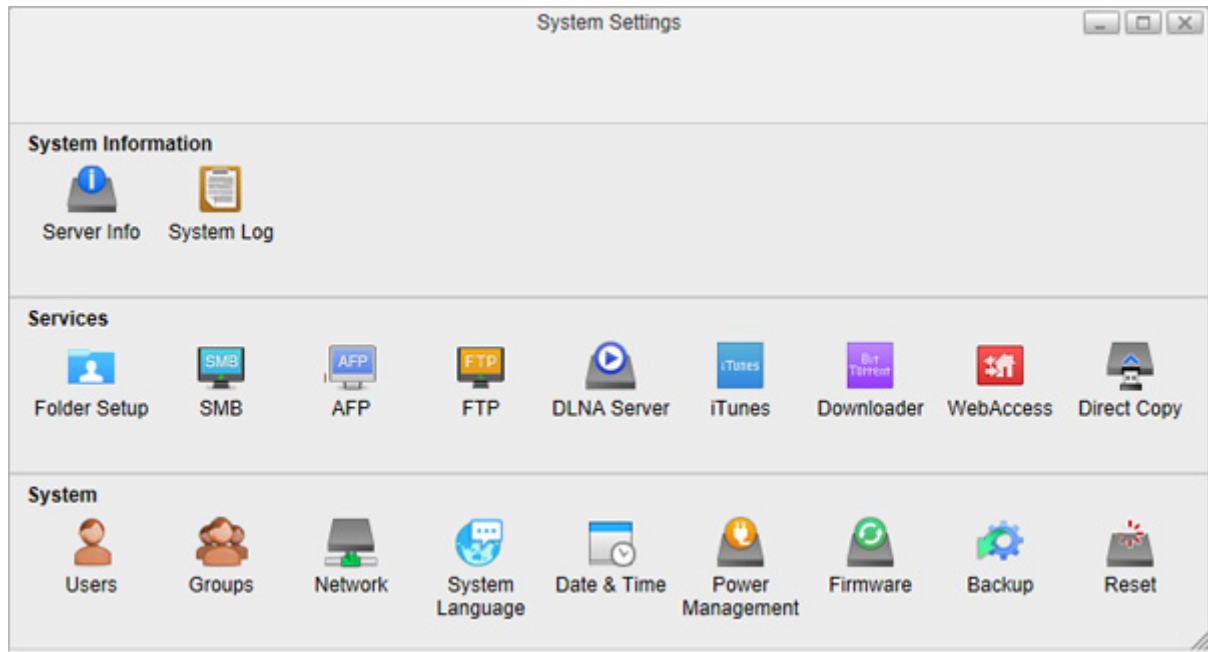 System Settings
System Information
Server Info System Log
Services
SMB AFP FTP iTunes Bit
Torrent
Folder Setup SMB AFP FTP DLNA Server iTunes Downloader WebAccess Direct Copy
System
Users Groups Network System Date & Time Power Firmware Backup Reset
Language Management